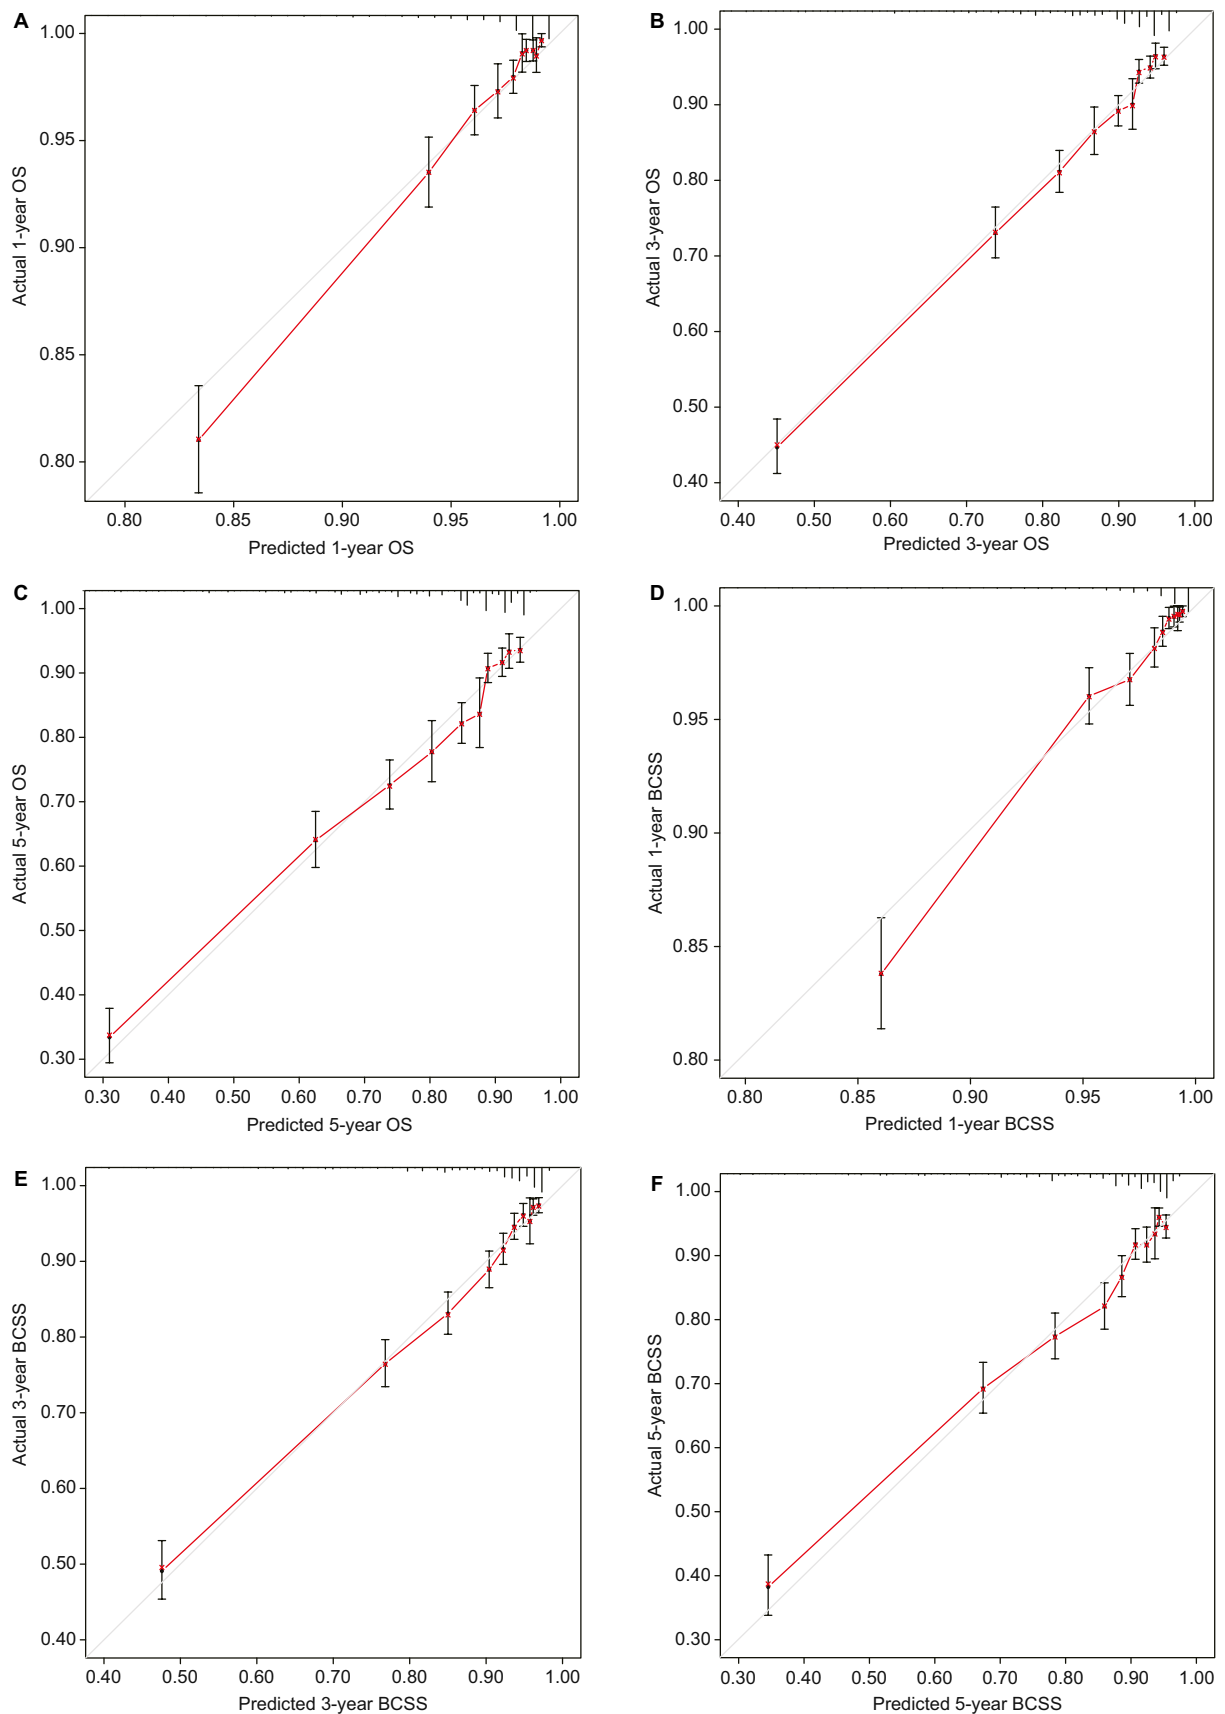 A
1.00
0.95
0.90
0.85
0.80
Actual 1-year OS
0.80 0.85 0.90 0.95 1.00
Predicted 1-year OS
B
1.00
0.90
0.80
0.70
0.60
0.50
0.40
Actual 3-year OS
0.40 0.50 0.60 0.70 0.80 0.90 1.00
Predicted 3-year OS
C
1.00
0.90
0.80
0.70
0.60
0.50
0.40
0.30
Actual 5-year OS
0.30 0.40 0.50 0.60 0.70 0.80 0.90 1.00
Predicted 5-year OS
D
1.00
0.95
0.90
0.85
0.80
Actual 1-year BCSS
0.80 0.85 0.90 0.95 1.00
Predicted 1-year BCSS
E
1.00
0.90
0.80
0.70
0.60
0.50
0.40
Actual 3-year BCSS
0.40 0.50 0.60 0.70 0.80 0.90 1.00
Predicted 3-year BCSS
F
1.00
0.90
0.80
0.70
0.60
0.50
0.40
0.30
Actual 5-year BCSS
0.30 0.40 0.50 0.60 0.70 0.80 0.90 1.00
Predicted 5-year BCSS